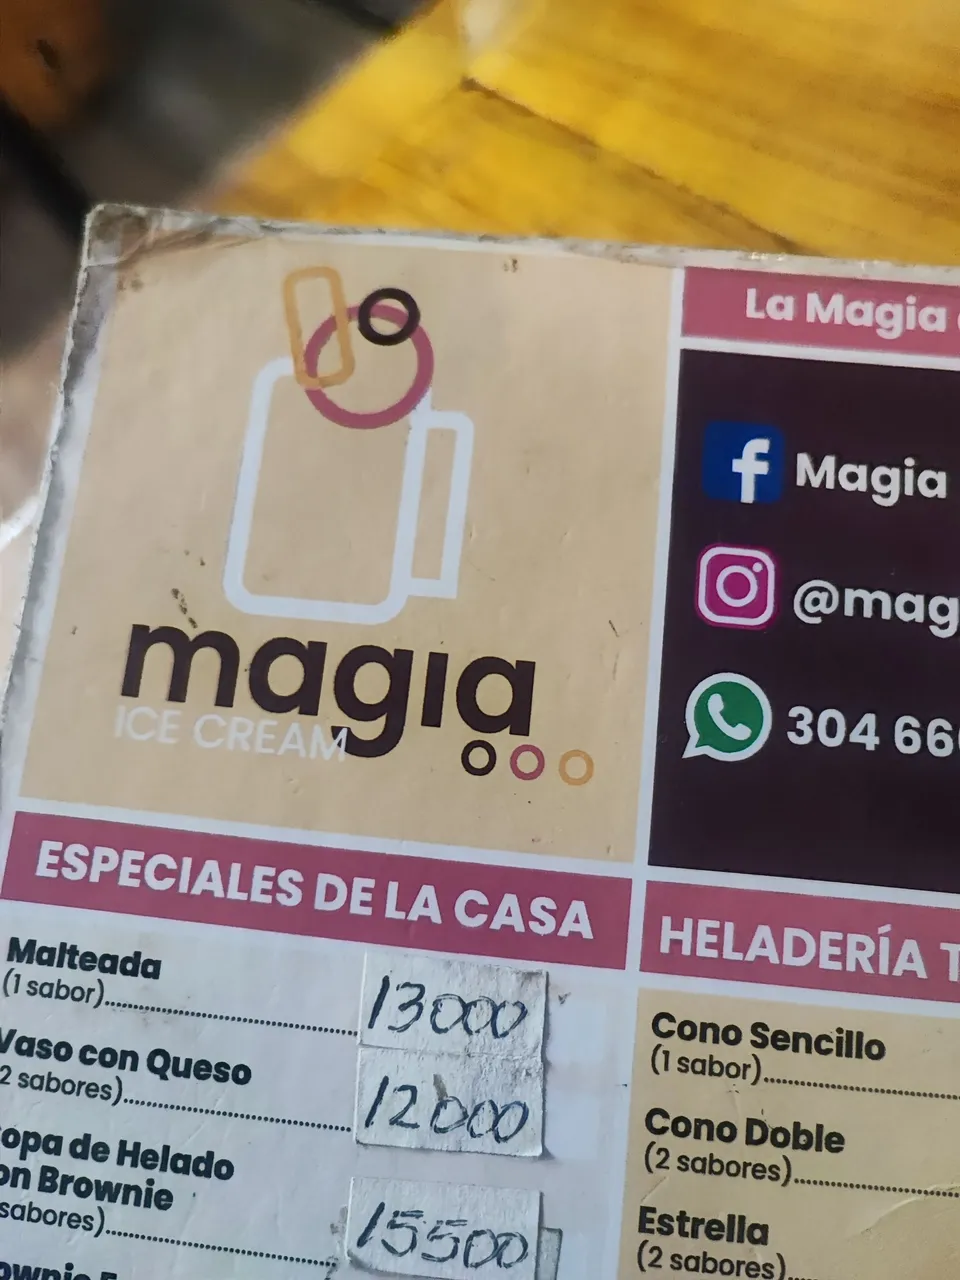 magia
ICE CREAM
La Magia
Magia
@mag
304 66
ESPECIALES DE LA CASA
Malteada
(1 sabor)
13000
Vaso con Queso
2 sabores)
12000
opa de Helado
on Brownie
sabores)
15500
HELADERÍA T
Cono Sencillo
(1 sabor)
Cono Doble
(2 sabores)
Estrella
(2 sabores)